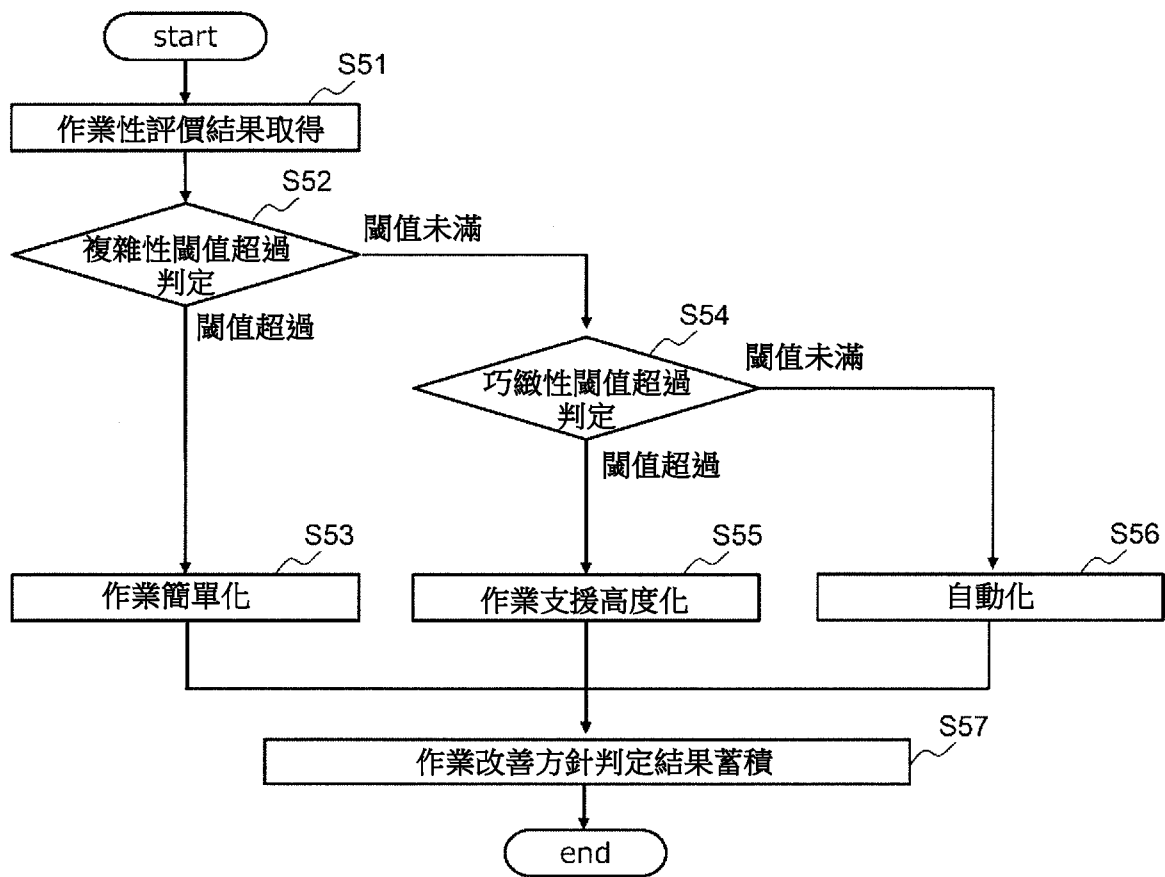 start
S51
作業性評價結果取得
S52
複雜性閾值超過
判定
閾值未滿
閾值超過
S54
巧緻性閾值超過
判定
閾值未滿
閾值超過
S53
作業簡單化
S55
作業支援高度化
S56
自動化
S57
作業改善方針判定結果蓄積
end